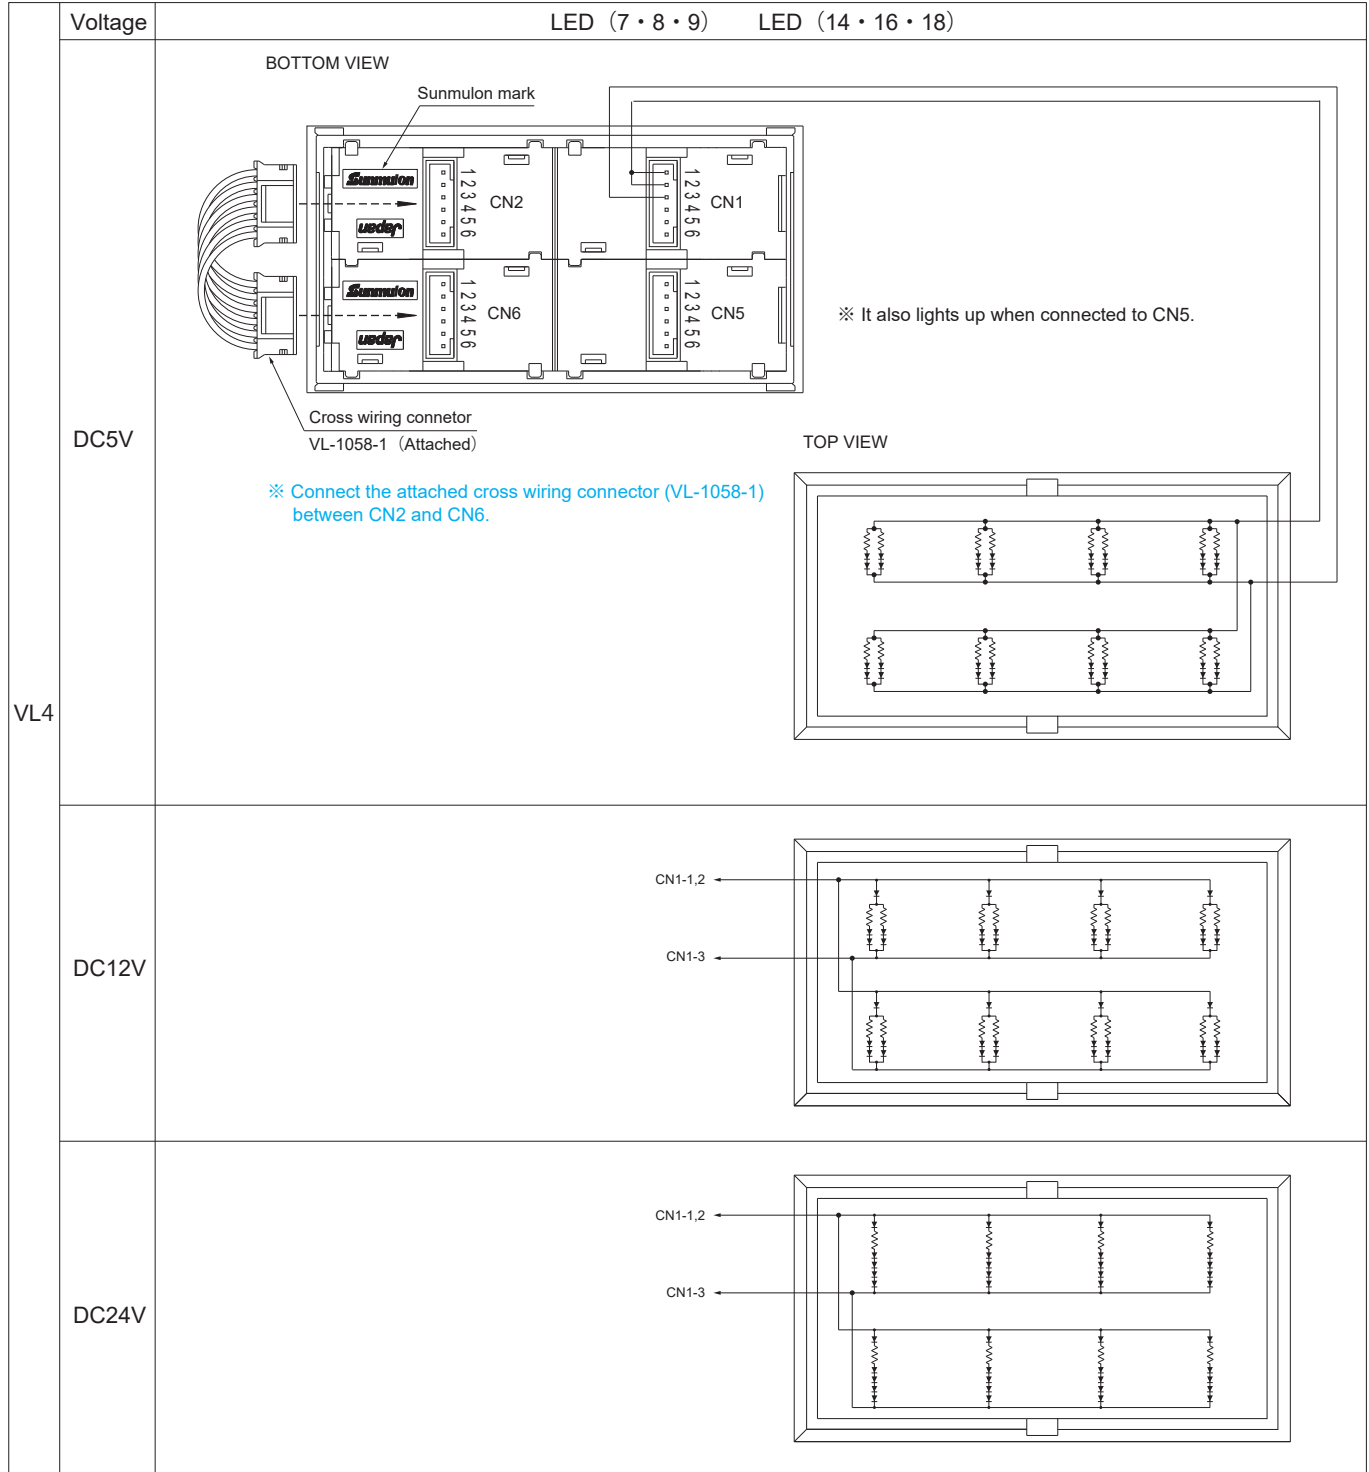 Voltage
LED（7・8・9） LED（14・16・18）
VL4
DC5V
BOTTOM VIEW
Sunmulon mark
Sunmulon
Japan
1 2 3 4 5 6
CN2
1 2 3 4 5 6
CN1
Sunmulon
Japan
1 2 3 4 5 6
CN6
1 2 3 4 5 6
CN5
※ It also lights up when connected to CN5.
Cross wiring connetor
VL-1058-1（Attached）
※ Connect the attached cross wiring connector (VL-1058-1)
between CN2 and CN6.
TOP VIEW
DC12V
CN1-1,2
CN1-3
DC24V
CN1-1,2
CN1-3